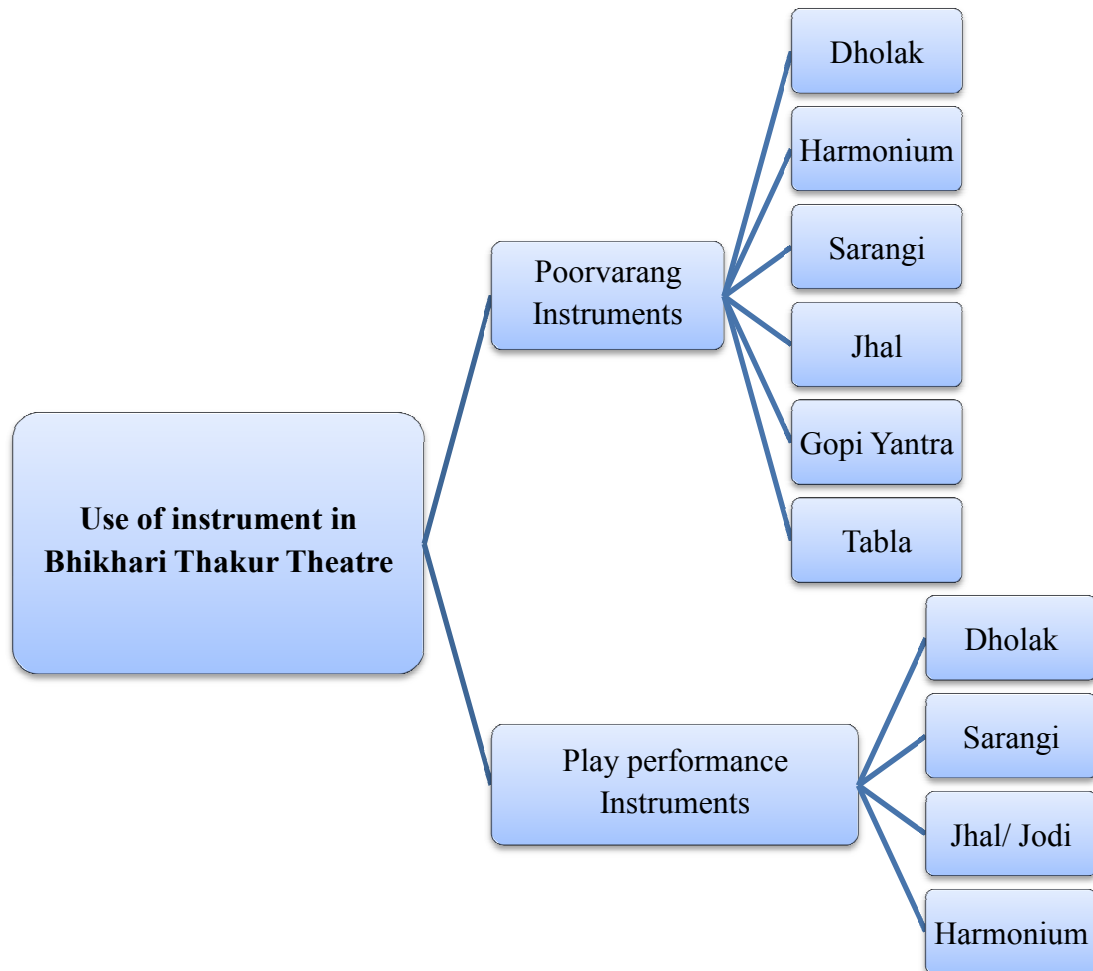 Use of instrument in
Bhikhari Thakur Theatre
Poorvarang
Instruments
Dholak
Harmonium
Sarangi
Jhal
Gopi Yantra
Tabla
Play performance
Instruments
Dholak
Sarangi
Jhal/ Jodi
Harmonium